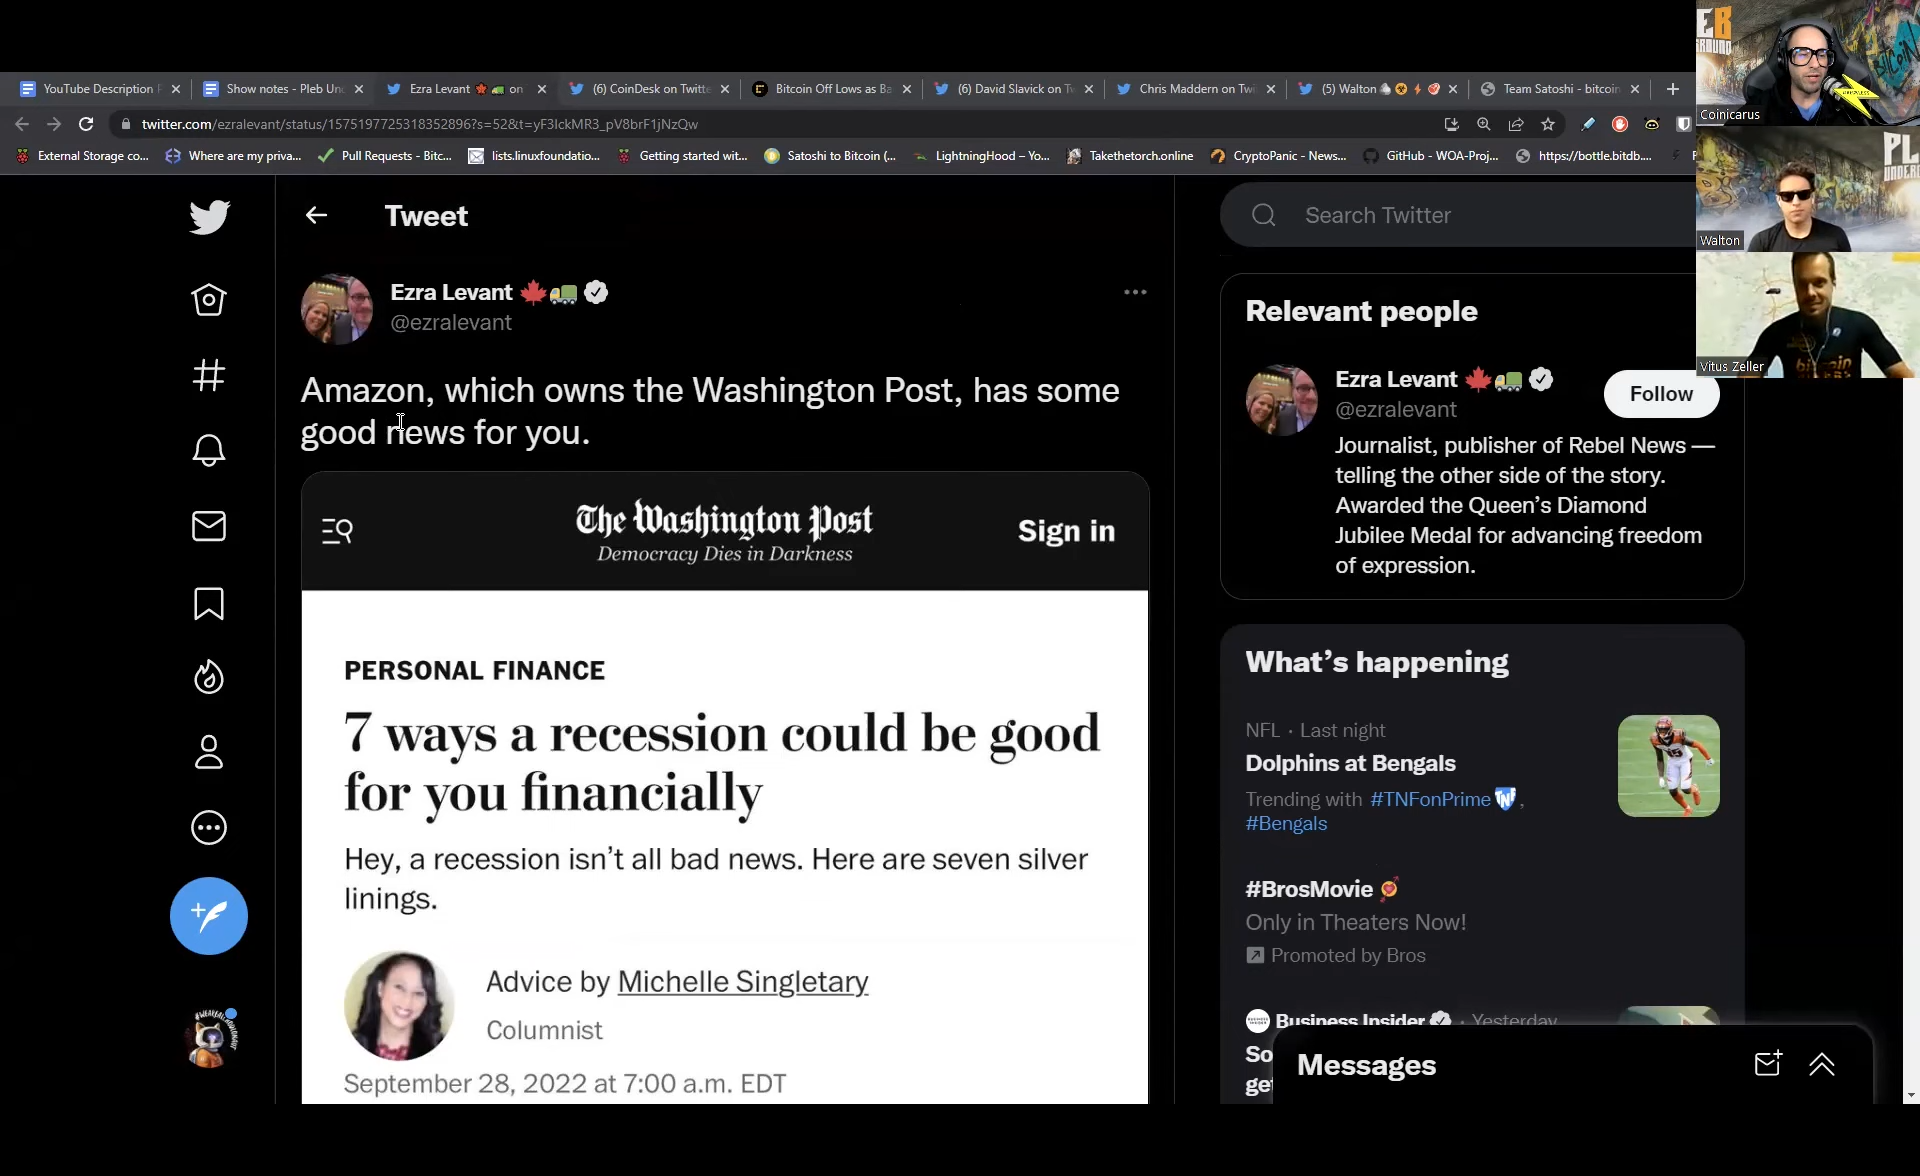 YouTube Description
Show notes - Pleb Un
Ezra Levant 🍁🚛 on
(6) CoinDesk on Twitte
Bitcoin Off Lows as Ba
(6) David Slavick on Tw
Chris Maddern on Twi
(5) Walton
Team Satoshi - bitcoin
twitter.com/ezralevant/status/1575197725318352896?s=52&t=yF3IckMR3_pV8brF1jNzQw
External Storage co...
Where are my priva...
Pull Requests - Bitc...
lists.linuxfoundatio...
Getting started wit...
Satoshi to Bitcoin (...
LightningHood – Yo...
Takethetorch.online
CryptoPanic - News...
GitHub - WOA-Proj...
https://bottle.bitdb....
Coinicarus
Walton
Vitus Zeller
Tweet
Search Twitter
Ezra Levant 🍁🚛
@ezralevant
Amazon, which owns the Washington Post, has some
good news for you.
The Washington Post
Democracy Dies in Darkness
Sign in
PERSONAL FINANCE
7 ways a recession could be good
for you financially
Hey, a recession isn't all bad news. Here are seven silver
linings.
Advice by Michelle Singletary
Columnist
September 28, 2022 at 7:00 a.m. EDT
Relevant people
Ezra Levant 🍁🚛
@ezralevant
Follow
Journalist, publisher of Rebel News —
telling the other side of the story.
Awarded the Queen's Diamond
Jubilee Medal for advancing freedom
of expression.
What's happening
NFL · Last night
Dolphins at Bengals
Trending with #TNFonPrime,
#Bengals
#BrosMovie
Only in Theaters Now!
Promoted by Bros
Business Insider · Yesterday
So
ge
Messages